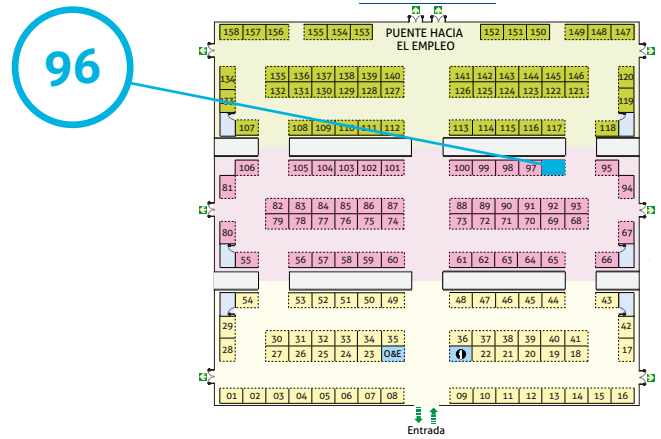 158 157 156 155 154 153 PUENTE HACIA 152 151 150 149 148 147
EL EMPLEO
96
134 135 136 137 138 139 140 141 142 143 144 145 146 120
133 132 131 130 129 128 127 126 125 124 123 122 121 119
107 108 109 110 111 112 113 114 115 116 117 118
106 105 104 103 102 101 100 99 98 97 95
81 94
82 83 84 85 86 87 88 89 90 91 92 93
80 79 78 77 76 75 74 73 72 71 70 69 68 67
55 56 57 58 59 60 61 62 63 64 65 66
54 53 52 51 50 49 48 47 46 45 44 43
29 42
30 31 32 33 34 35 36 37 38 39 40 41
28 27 26 25 24 23 O&E 22 21 20 19 18 17
01 02 03 04 05 06 07 08 09 10 11 12 13 14 15 16
Entrada